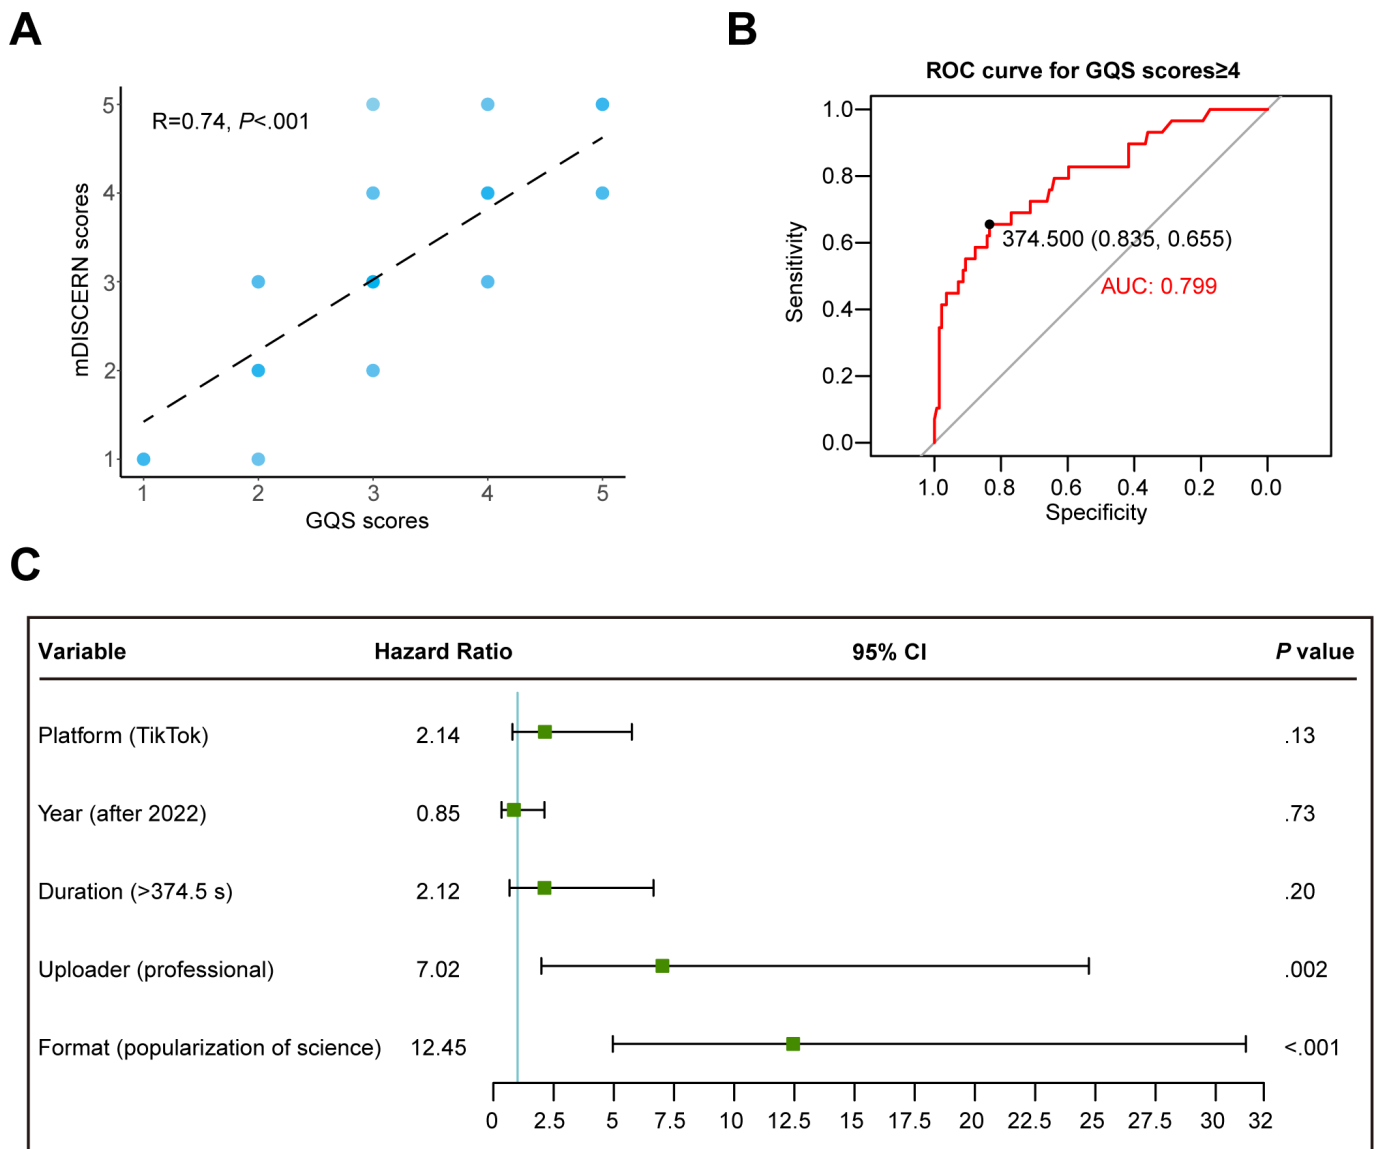 A
R=0.74, P<.001
mDISCERN scores
5
4
3
2
1
1 2 3 4 5
GQS scores
B
ROC curve for GQS scores≥4
Sensitivity
1.0
0.8
0.6
0.4
0.2
0.0
374.500 (0.835, 0.655)
AUC: 0.799
1.0 0.8 0.6 0.4 0.2 0.0
Specificity
C
Variable Hazard Ratio 95% CI P value
Platform (TikTok) 2.14 .13
Year (after 2022) 0.85 .73
Duration (>374.5 s) 2.12 .20
Uploader (professional) 7.02 .002
Format (popularization of science) 12.45 <.001
0 2.5 5 7.5 10 12.5 15 17.5 20 22.5 25 27.5 30 32